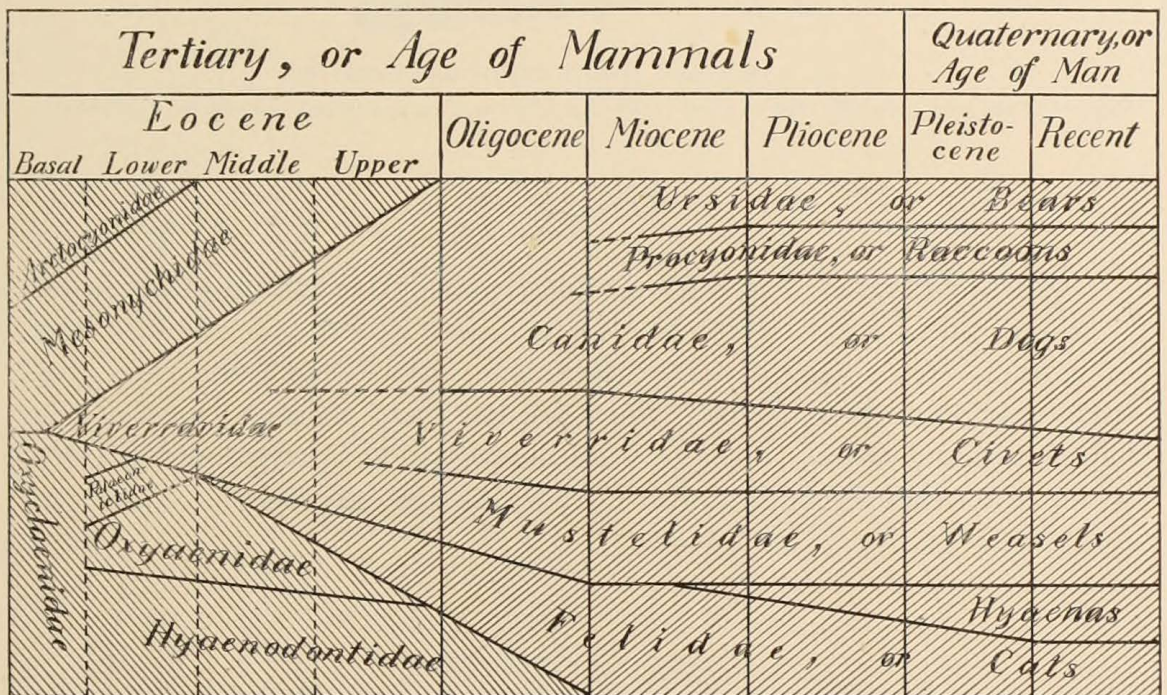 Tertiary, or Age of Mammals
Quaternary, or
Age of Man
Eocene
Basal Lower Middle Upper
Oligocene
Miocene
Pliocene
Pleisto-
cene
Recent
Arctocyonidae
Mesonychidae
Ursidae, or Bears
Procyonidae, or Raccoons
Canidae, or Dogs
Viverravidae
Viverridae, or Civets
Oxyclaenidae
Palaeon-
ictidae
Mustelidae, or Weasels
Oxyaenidae
Hyaenas
Hyaenodontidae
Felidae, or Cats